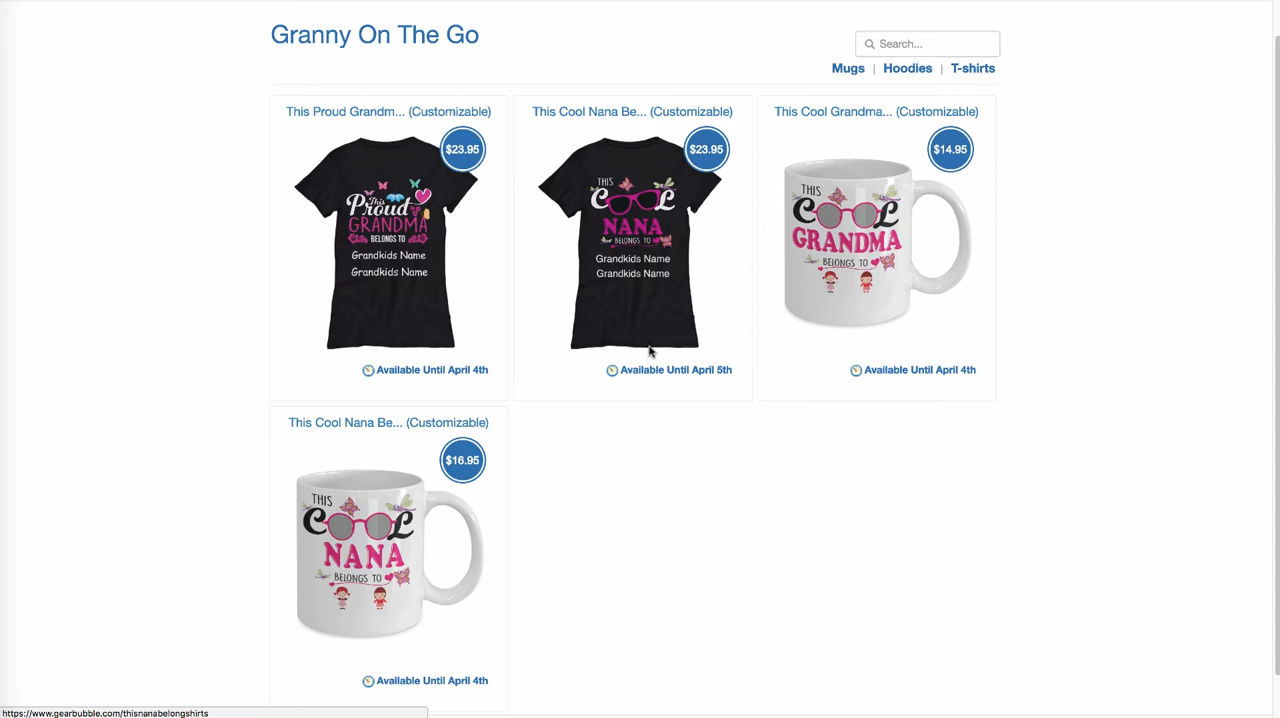 Granny On The Go
Search...
Mugs | Hoodies | T-shirts
This Proud Grandm... (Customizable)
$23.95
This
Proud
GRANDMA
BELONGS TO
Grandkids Name
Grandkids Name
Available Until April 4th
This Cool Nana Be... (Customizable)
$23.95
THIS
COOL
NANA
BELONGS TO
Grandkids Name
Grandkids Name
Available Until April 5th
This Cool Grandma... (Customizable)
$14.95
THIS
COOL
GRANDMA
BELONGS TO
Available Until April 4th
This Cool Nana Be... (Customizable)
$16.95
THIS
COOL
NANA
BELONGS TO
Available Until April 4th
https://www.gearbubble.com/thisnanabelongshirts